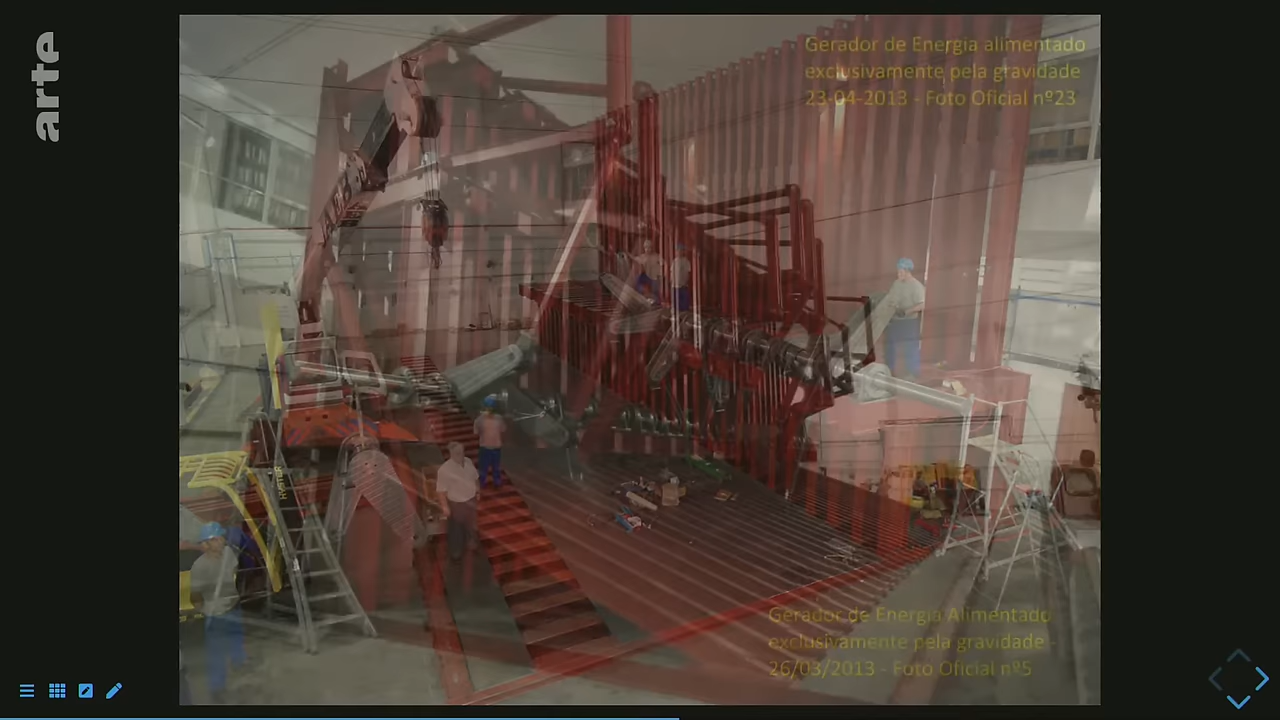 arte
Gerador de Energia alimentado
exclusivamente pela gravidade
23-04-2013 - Foto Oficial nº23
HYSTER
Gerador de Energia Alimentado
exclusivamente pela gravidade -
26/03/2013 - Foto Oficial nº5